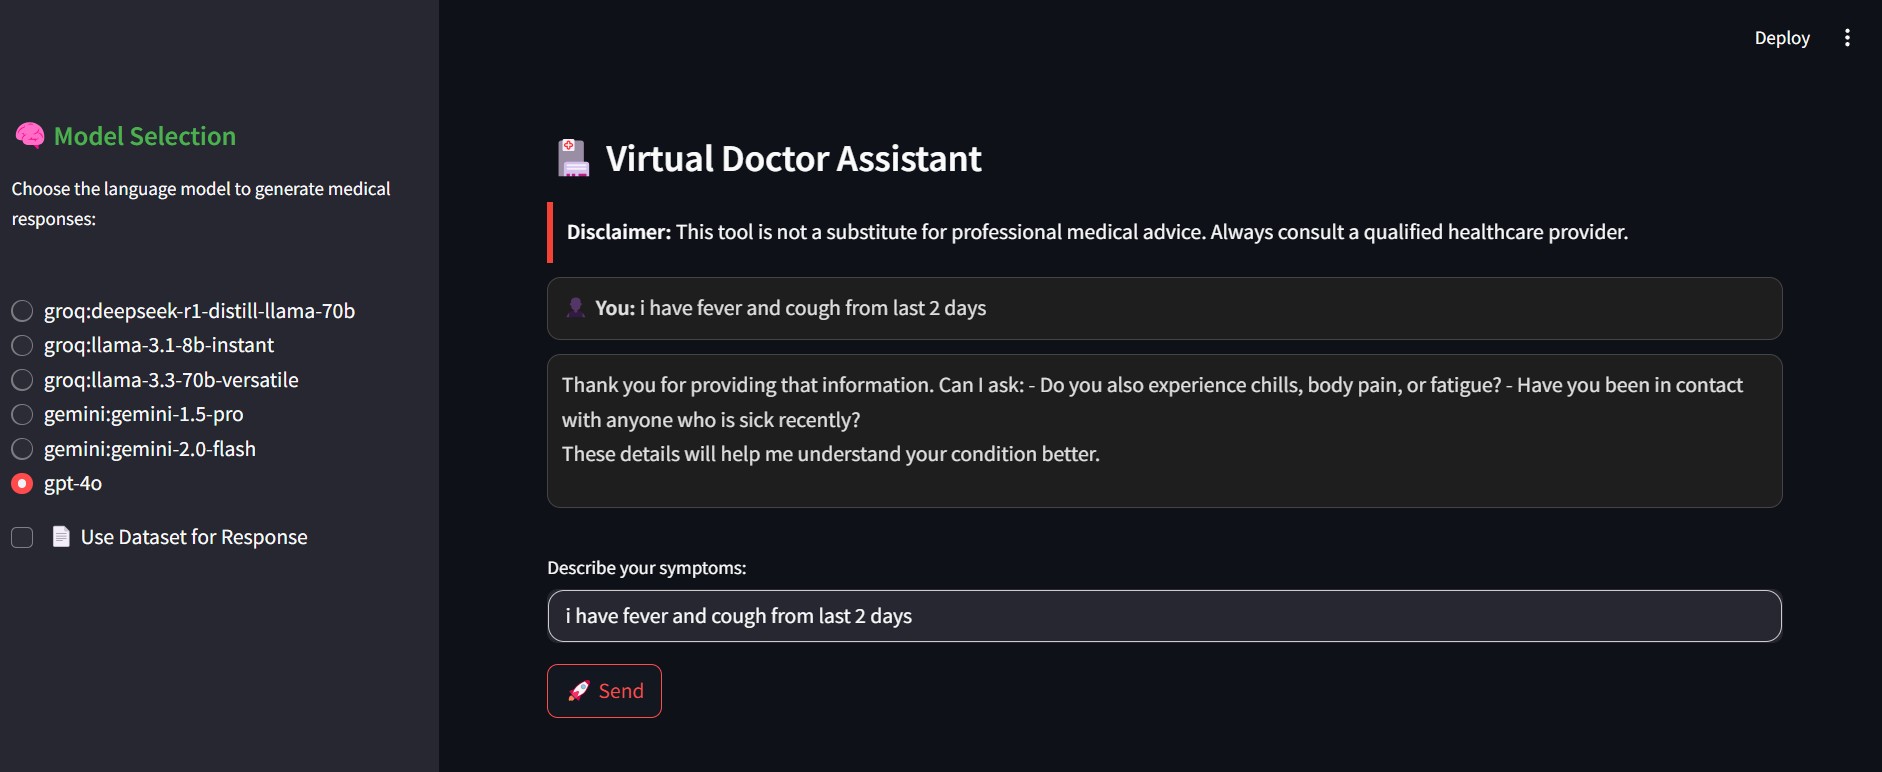 Deploy
Model Selection
Choose the language model to generate medical
responses:
groq:deepseek-r1-distill-llama-70b
groq:llama-3.1-8b-instant
groq:llama-3.3-70b-versatile
gemini:gemini-1.5-pro
gemini:gemini-2.0-flash
gpt-4o
Use Dataset for Response
Virtual Doctor Assistant
Disclaimer: This tool is not a substitute for professional medical advice. Always consult a qualified healthcare provider.
You: i have fever and cough from last 2 days
Thank you for providing that information. Can I ask: - Do you also experience chills, body pain, or fatigue? - Have you been in contact
with anyone who is sick recently?
These details will help me understand your condition better.
Describe your symptoms:
i have fever and cough from last 2 days
Send